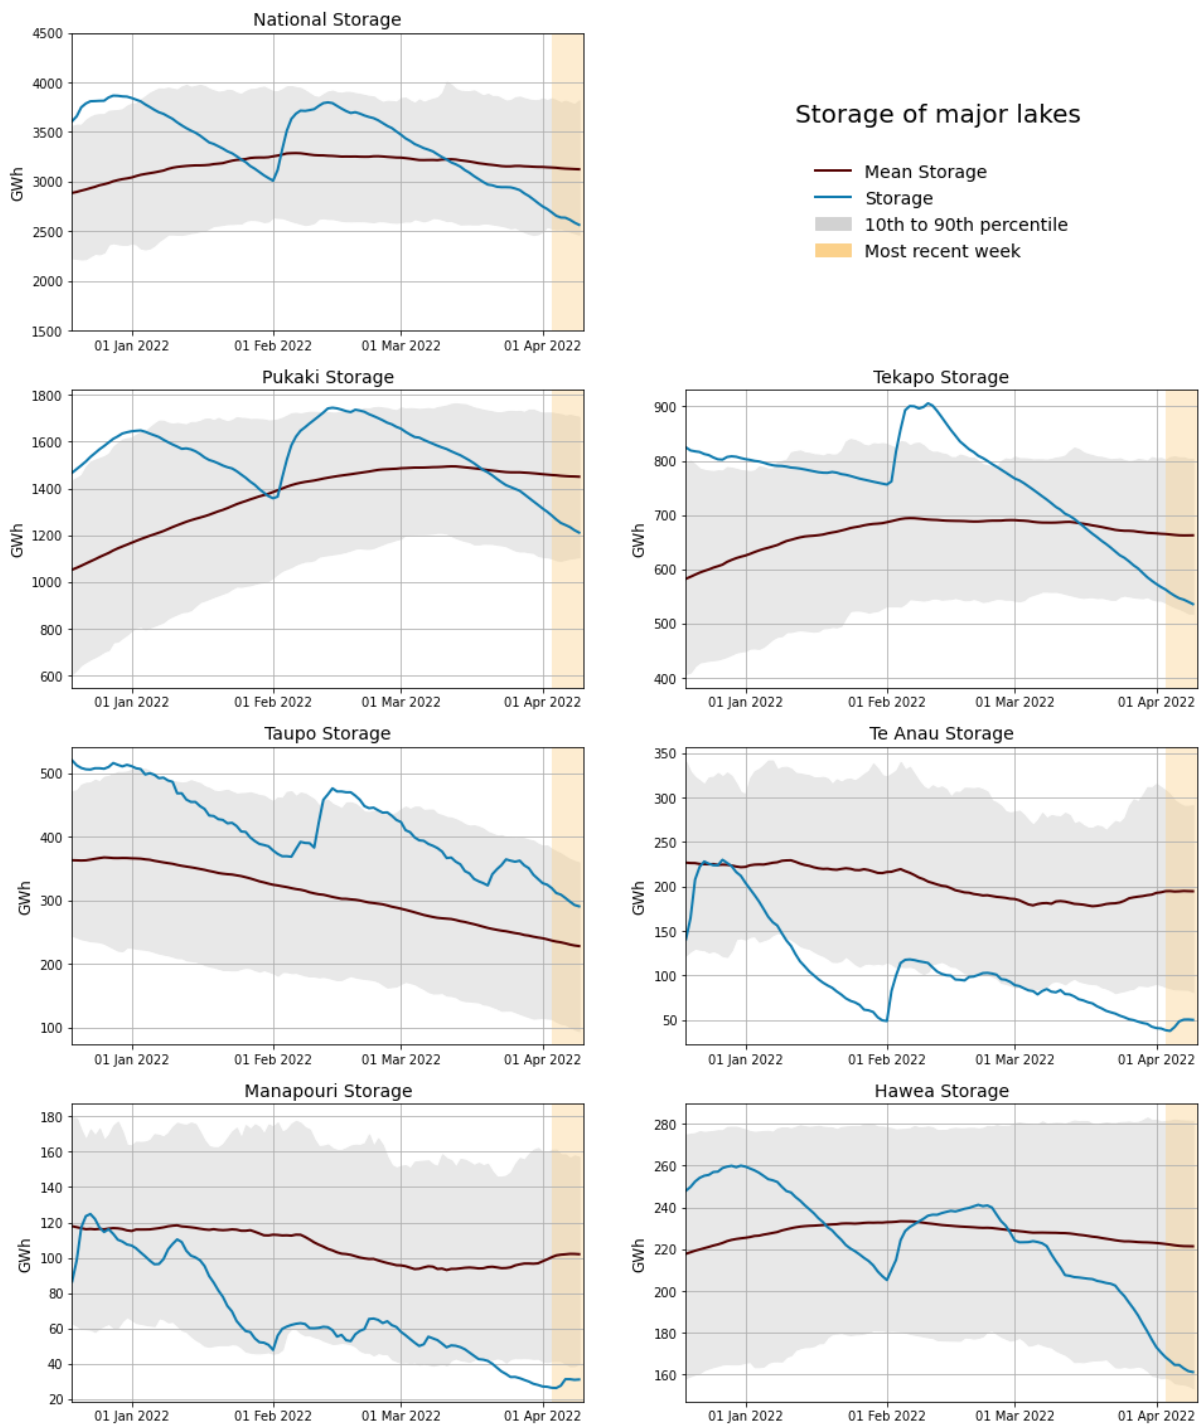 National Storage
4500
4000
3500
3000
2500
2000
1500
GWh
01 Jan 2022 01 Feb 2022 01 Mar 2022 01 Apr 2022
Storage of major lakes
Mean Storage
Storage
10th to 90th percentile
Most recent week
Pukaki Storage
1800
1600
1400
1200
1000
800
600
GWh
01 Jan 2022 01 Feb 2022 01 Mar 2022 01 Apr 2022
Tekapo Storage
900
800
700
600
500
400
GWh
01 Jan 2022 01 Feb 2022 01 Mar 2022 01 Apr 2022
Taupo Storage
500
400
300
200
100
GWh
01 Jan 2022 01 Feb 2022 01 Mar 2022 01 Apr 2022
Te Anau Storage
350
300
250
200
150
100
50
GWh
01 Jan 2022 01 Feb 2022 01 Mar 2022 01 Apr 2022
Manapouri Storage
180
160
140
120
100
80
60
40
20
GWh
01 Jan 2022 01 Feb 2022 01 Mar 2022 01 Apr 2022
Hawea Storage
280
260
240
220
200
180
160
GWh
01 Jan 2022 01 Feb 2022 01 Mar 2022 01 Apr 2022